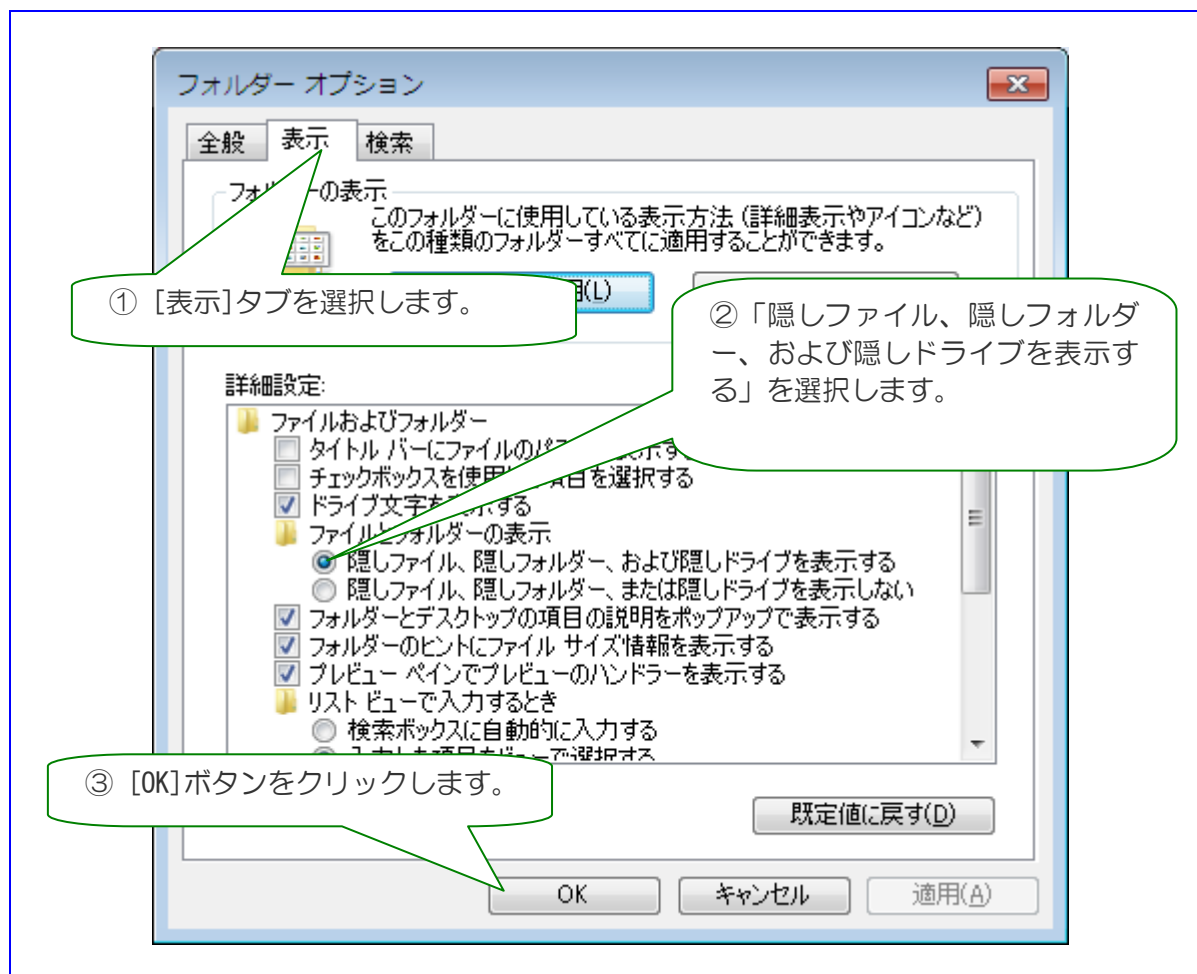 フォルダー オプション
全般 表示 検索
の表示
このフォルダーに使用している表示方法 (詳細表示やアイコンなど)
をこの種類のフォルダーすべてに適用することができます。
(L)
① [表示]タブを選択します。
②「隠しファイル、隠しフォルダ
ー、および隠しドライブを表示す
る」を選択します。
詳細設定:
ファイルおよびフォルダー
タイトル バーにファイルの
チェックボックスを使用 項目を選択する
ドライブ文字を表示する
ファイルとフォルダーの表示
隠しファイル、隠しフォルダー、および隠しドライブを表示する
隠しファイル、隠しフォルダー、または隠しドライブを表示しない
フォルダーとデスクトップの項目の説明をポップアップで表示する
フォルダーのヒントにファイル サイズ情報を表示する
プレビュー ペインでプレビューのハンドラーを表示する
リスト ビューで入力するとき
検索ボックスに自動的に入力する
③ [OK]ボタンをクリックします。
既定値に戻す(D)
OK キャンセル 適用(A)